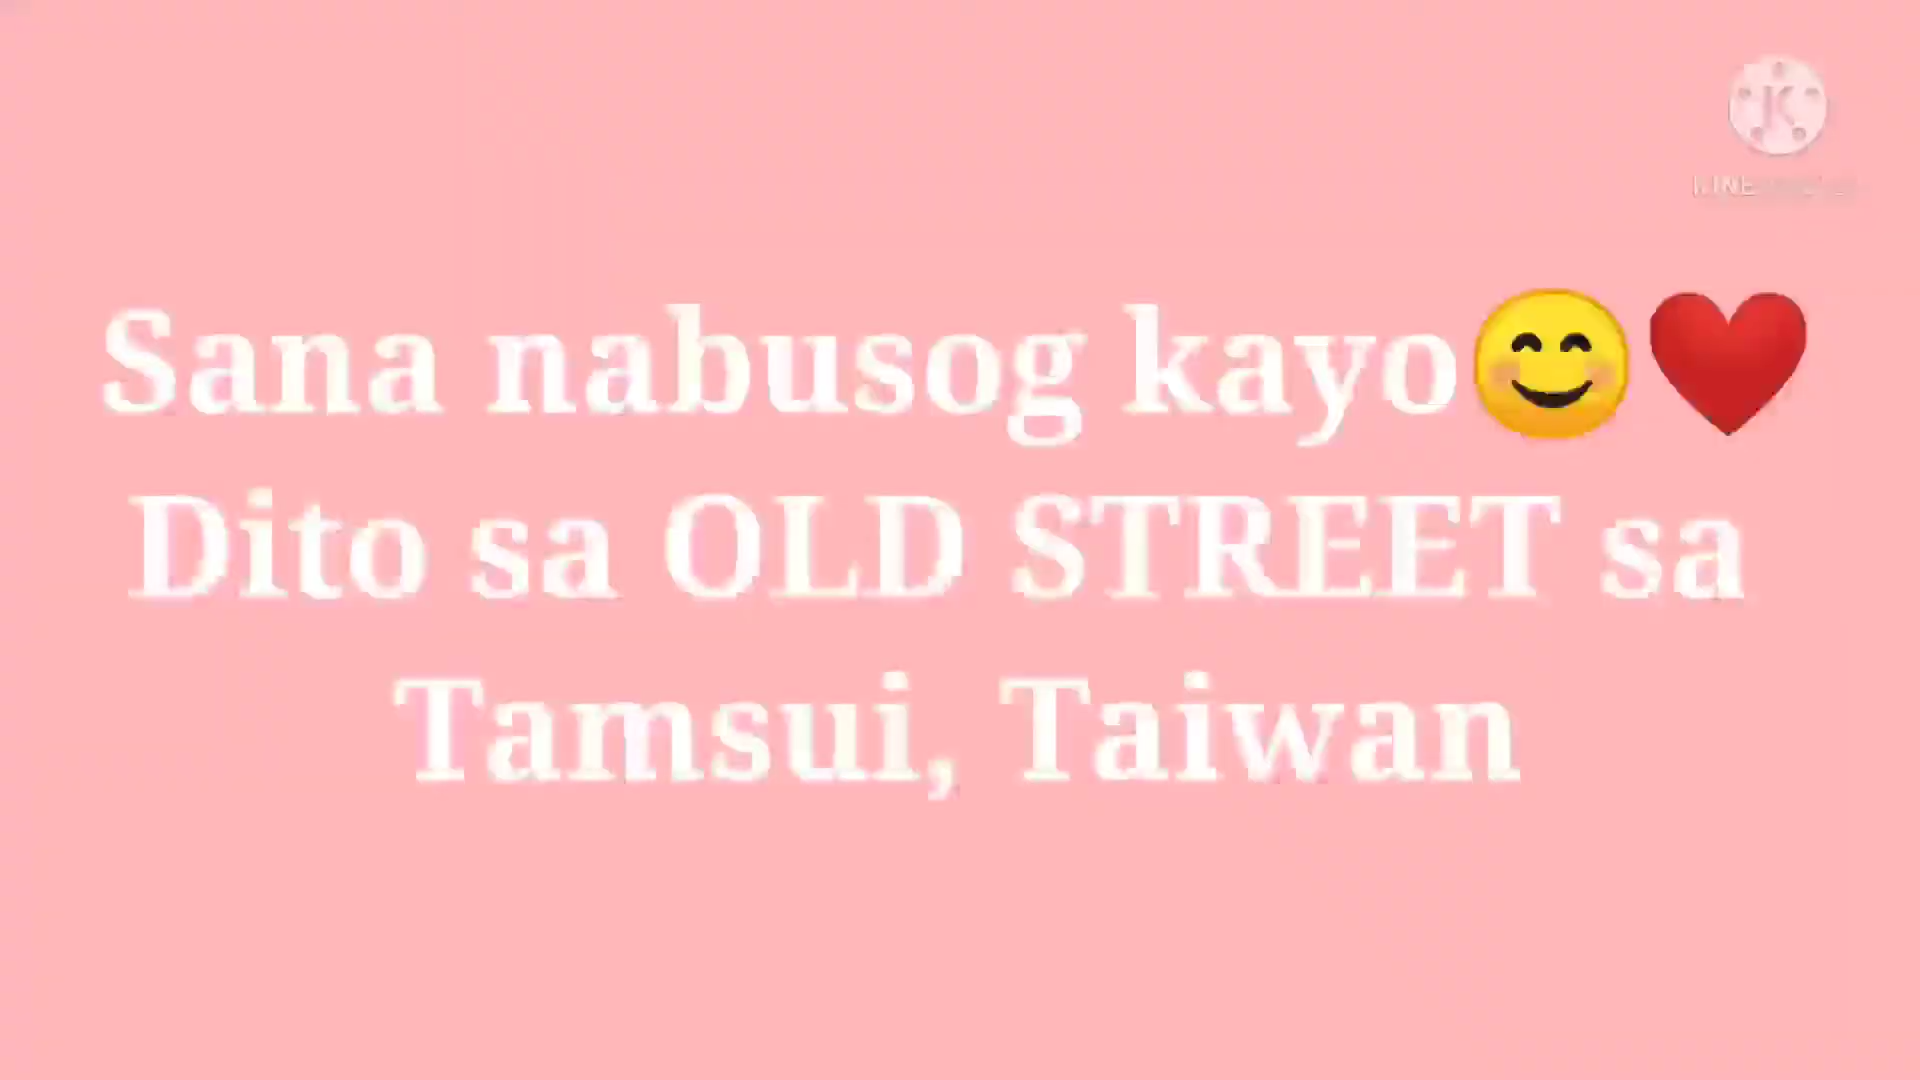 K
Sana nabusog kayo😊❤️
Dito sa OLD STREET sa
Tamsui, Taiwan